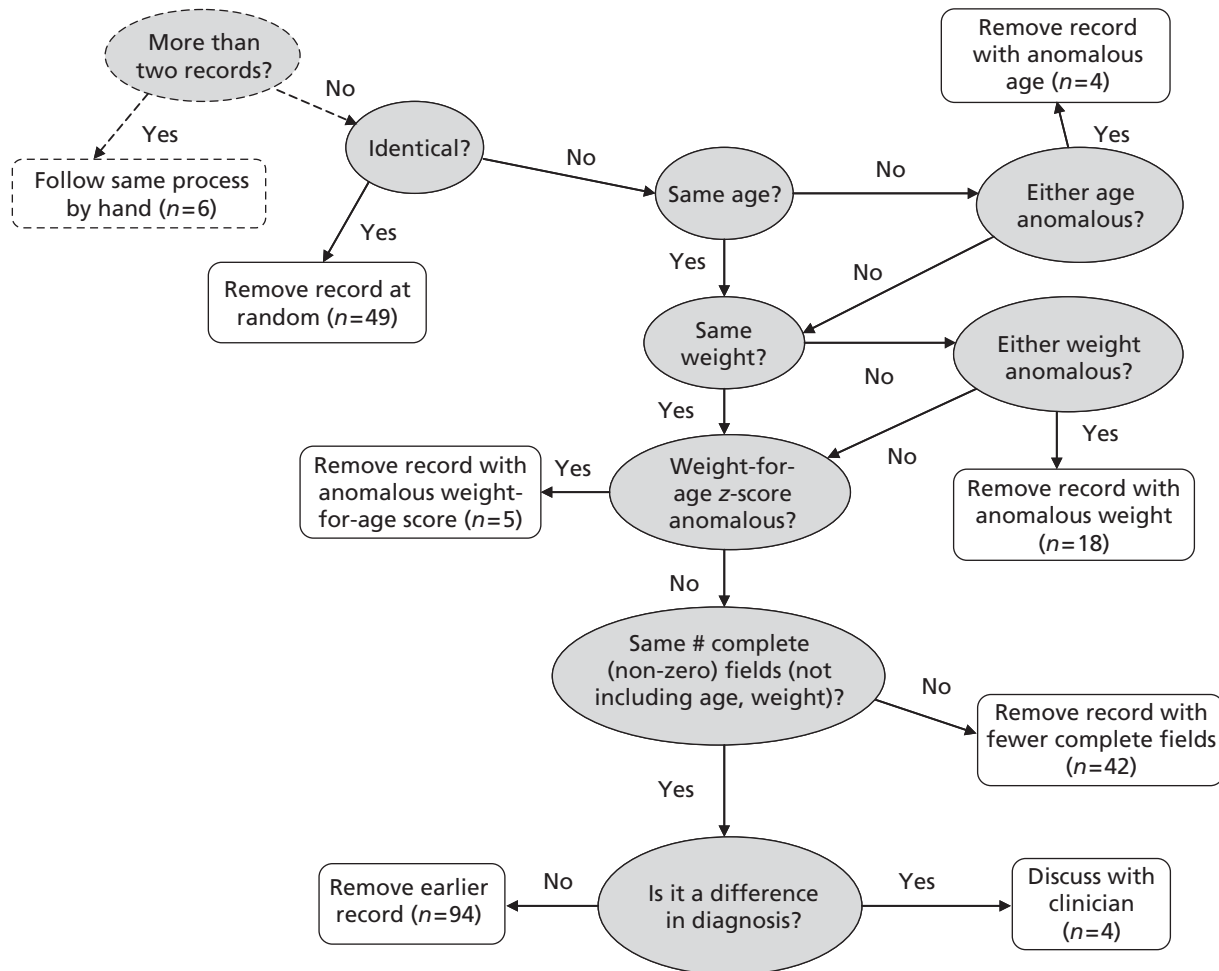 More than
two records?
No
Yes
Follow same process
by hand (n=6)
Identical?
Yes
Remove record at
random (n=49)
No
Same age?
No
Either age
anomalous?
Yes
Remove record
with anomalous
age (n=4)
No
Yes
Same
weight?
No
Either weight
anomalous?
Yes
Remove record with
anomalous weight
(n=18)
No
Yes
Weight-for-
age z-score
anomalous?
Yes
Remove record with
anomalous weight-
for-age score (n=5)
No
Same # complete
(non-zero) fields (not
including age, weight)?
No
Remove record with
fewer complete fields
(n=42)
Yes
Is it a difference
in diagnosis?
No
Remove earlier
record (n=94)
Yes
Discuss with
clinician
(n=4)